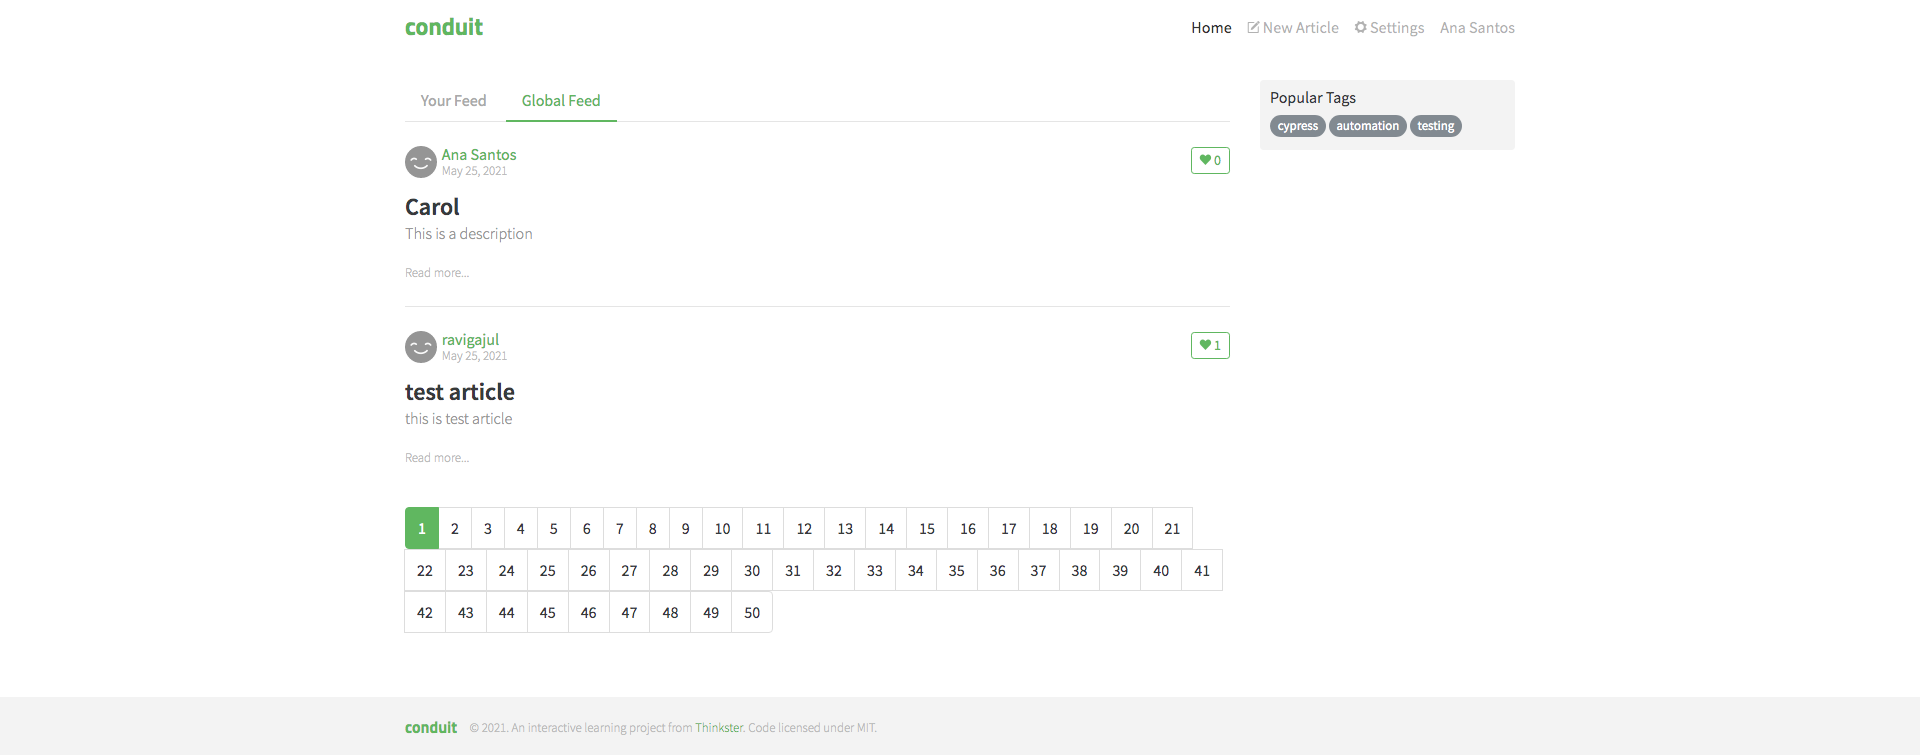 conduit
Home New Article Settings Ana Santos
Your Feed Global Feed
Popular Tags
cypress automation testing
Ana Santos
May 25, 2021
0
Carol
This is a description
Read more...
ravigajul
May 25, 2021
1
test article
this is test article
Read more...
1 2 3 4 5 6 7 8 9 10 11 12 13 14 15 16 17 18 19 20 21
22 23 24 25 26 27 28 29 30 31 32 33 34 35 36 37 38 39 40 41
42 43 44 45 46 47 48 49 50
conduit © 2021. An interactive learning project from Thinkster. Code licensed under MIT.